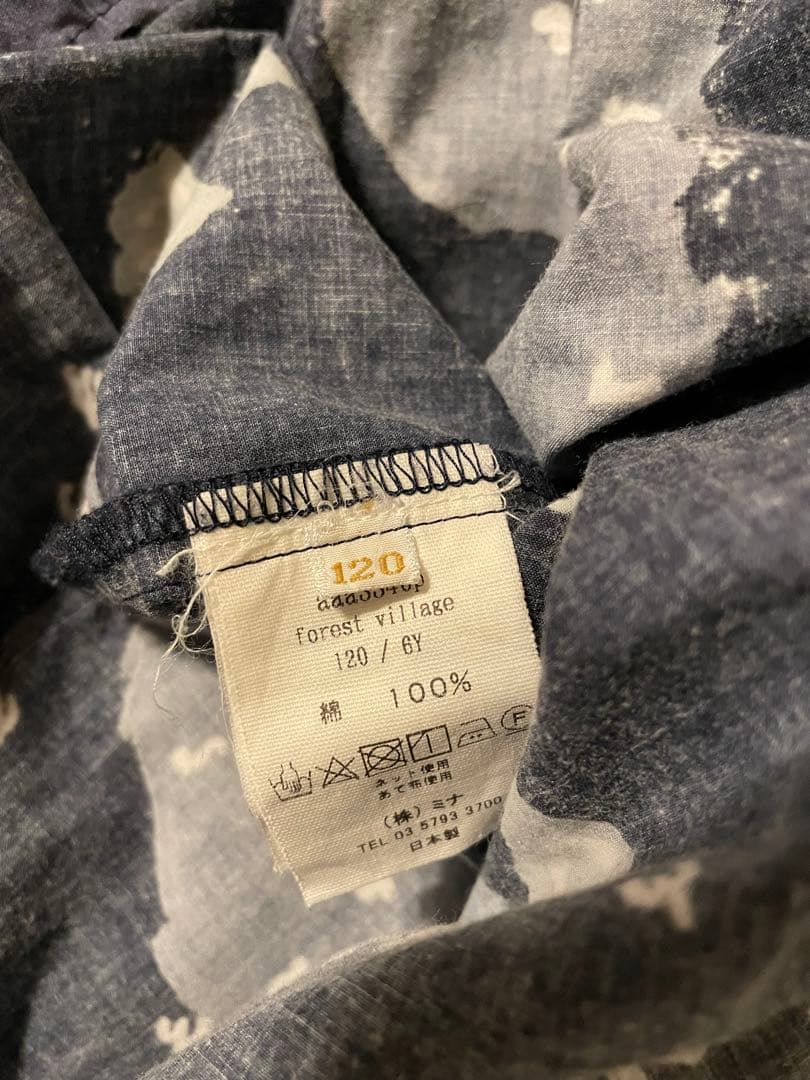 120
forest village
120 / 6Y
綿 100%
F
ネット使用
あて布使用
(株)ミナ
TEL 03 5793 3700
日本製